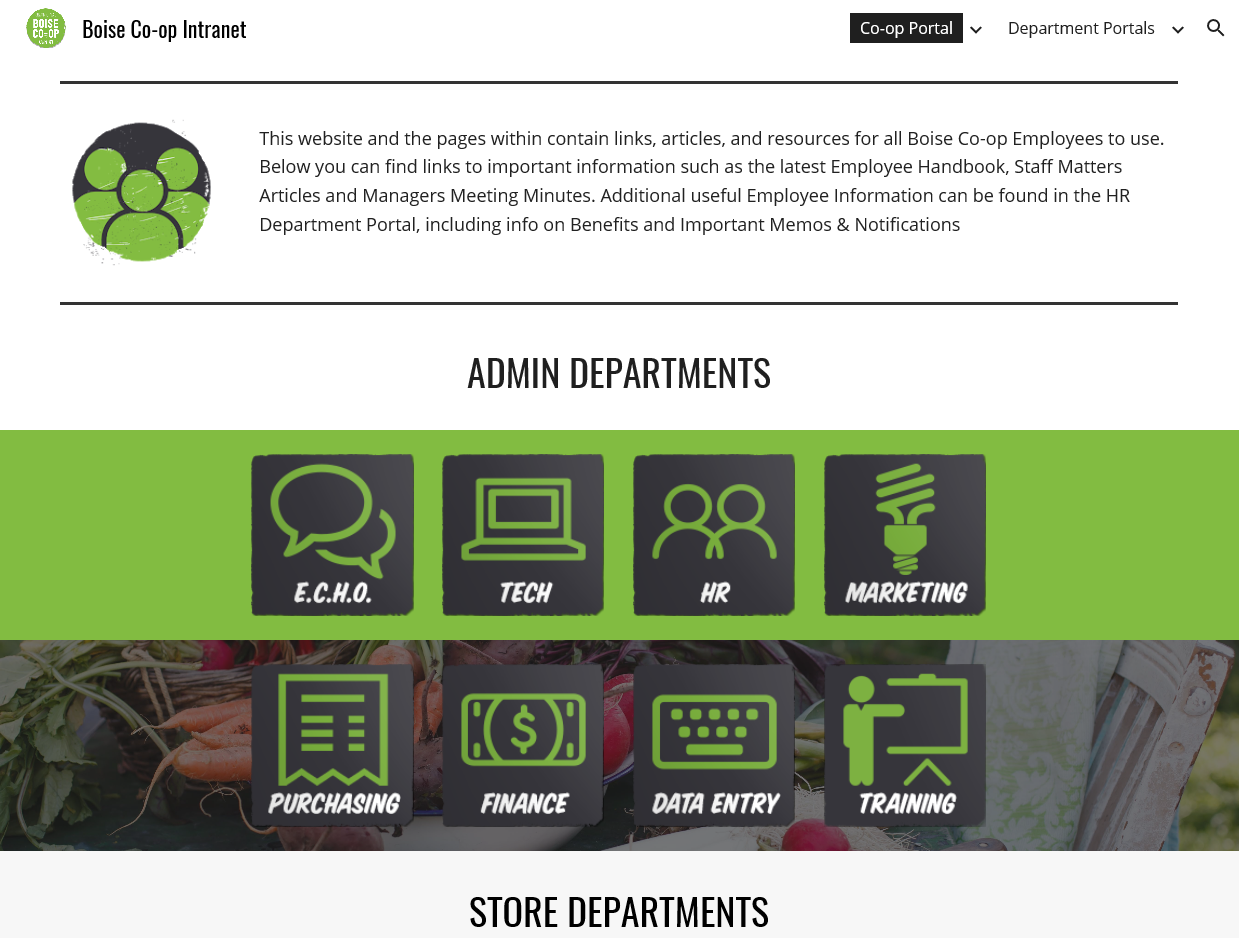 BOISE
CO-OP
Boise Co-op Intranet
Co-op Portal
Department Portals
This website and the pages within contain links, articles, and resources for all Boise Co-op Employees to use.
Below you can find links to important information such as the latest Employee Handbook, Staff Matters
Articles and Managers Meeting Minutes. Additional useful Employee Information can be found in the HR
Department Portal, including info on Benefits and Important Memos & Notifications
ADMIN DEPARTMENTS
E.C.H.O.
TECH
HR
MARKETING
PURCHASING
FINANCE
DATA ENTRY
TRAINING
STORE DEPARTMENTS